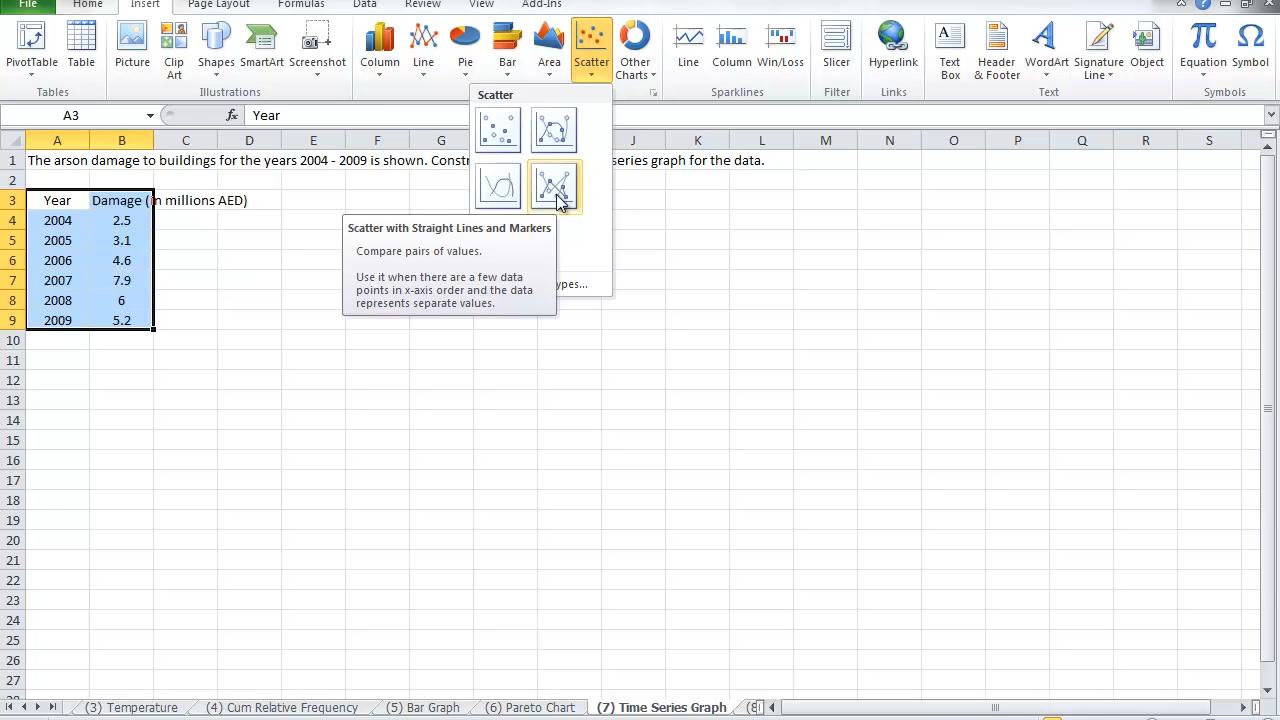 File Home Insert Page Layout Formulas Data Review View Add-Ins
PivotTable Table Picture Clip Art Shapes SmartArt Screenshot Column Line Pie Bar Area Scatter Other Charts Line Column Win/Loss Slicer Hyperlink Text Box Header & Footer WordArt Signature Line Object Equation Symbol
Tables Illustrations Sparklines Filter Links Text Symbols
Scatter
A3 fx Year
A B C D E F G J K L M N O P Q R S
1 The arson damage to buildings for the years 2004 - 2009 is shown. Constr series graph for the data.
2
3 Year Damage (in millions AED)
4 2004 2.5
5 2005 3.1
6 2006 4.6
7 2007 7.9
8 2008 6
9 2009 5.2
Scatter with Straight Lines and Markers
Compare pairs of values.
Use it when there are a few data
points in x-axis order and the data
represents separate values.
ypes...
10
11
12
13
14
15
16
17
18
19
20
21
22
23
24
25
26
27
(3) Temperature (4) Cum Relative Frequency (5) Bar Graph (6) Pareto Chart (7) Time Series Graph (8